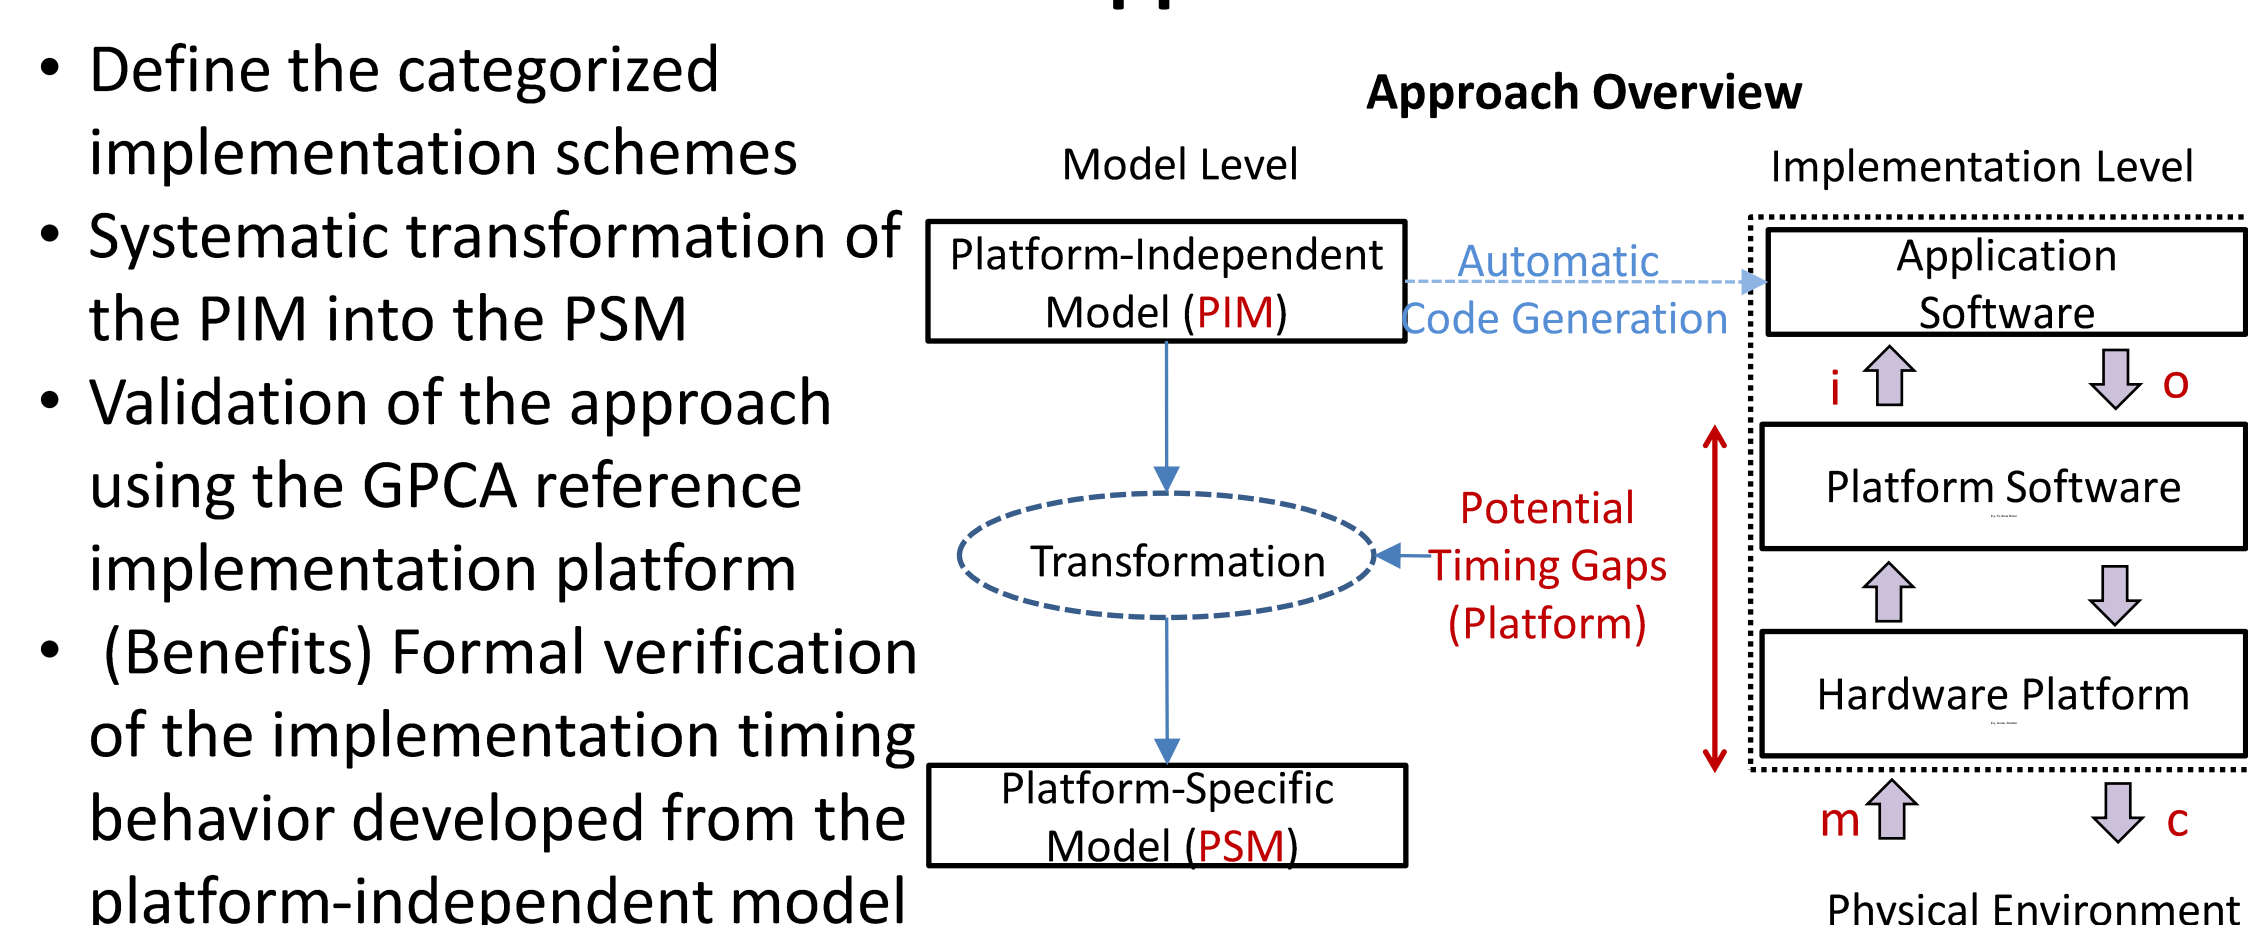 • Define the categorized
implementation schemes
• Systematic transformation of
the PIM into the PSM
• Validation of the approach
using the GPCA reference
implementation platform
• (Benefits) Formal verification
of the implementation timing
behavior developed from the
platform-independent model
Approach Overview
Model Level
Implementation Level
Platform-Independent
Model (PIM)
Automatic
Code Generation
Application
Software
i
o
Platform Software
Potential
Timing Gaps
(Platform)
Transformation
Hardware Platform
Platform-Specific
Model (PSM)
m
c
Physical Environment